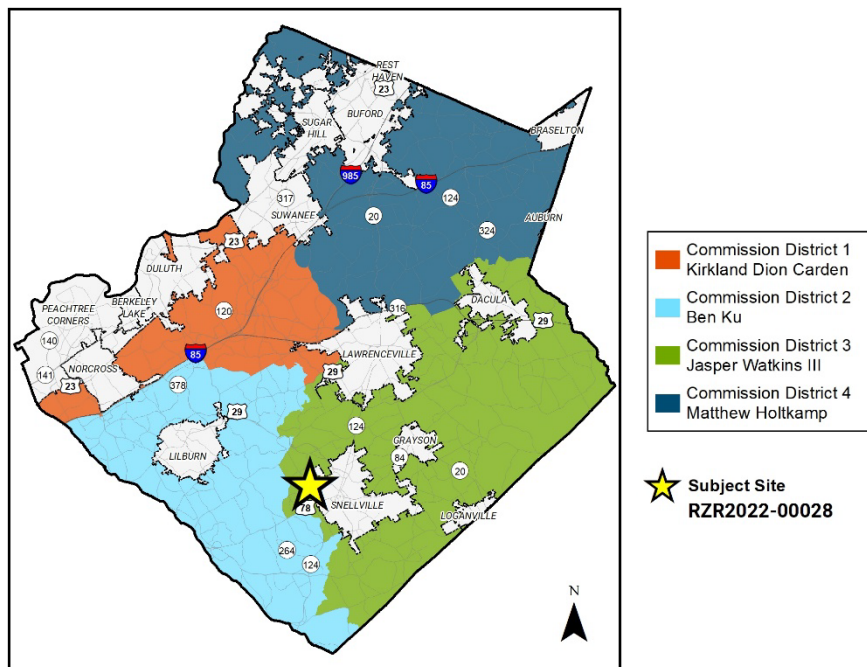 REST
HAVEN
23
BUFORD
SUGAR
HILL
BRASELTON
985
85
317
SUWANEE
20
124
324
AUBURN
23
DULUTH
BERKELEY
LAKE
PEACHTREE
CORNERS
120
140
141
NORCROSS
23
85
316
DACULA
29
LAWRENCEVILLE
29
378
29
124
GRAYSON
84
20
LILBURN
SNELLVILLE
78
LOGANVILLE
264
124
N
Commission District 1
Kirkland Dion Carden
Commission District 2
Ben Ku
Commission District 3
Jasper Watkins III
Commission District 4
Matthew Holtkamp
Subject Site
RZR2022-00028